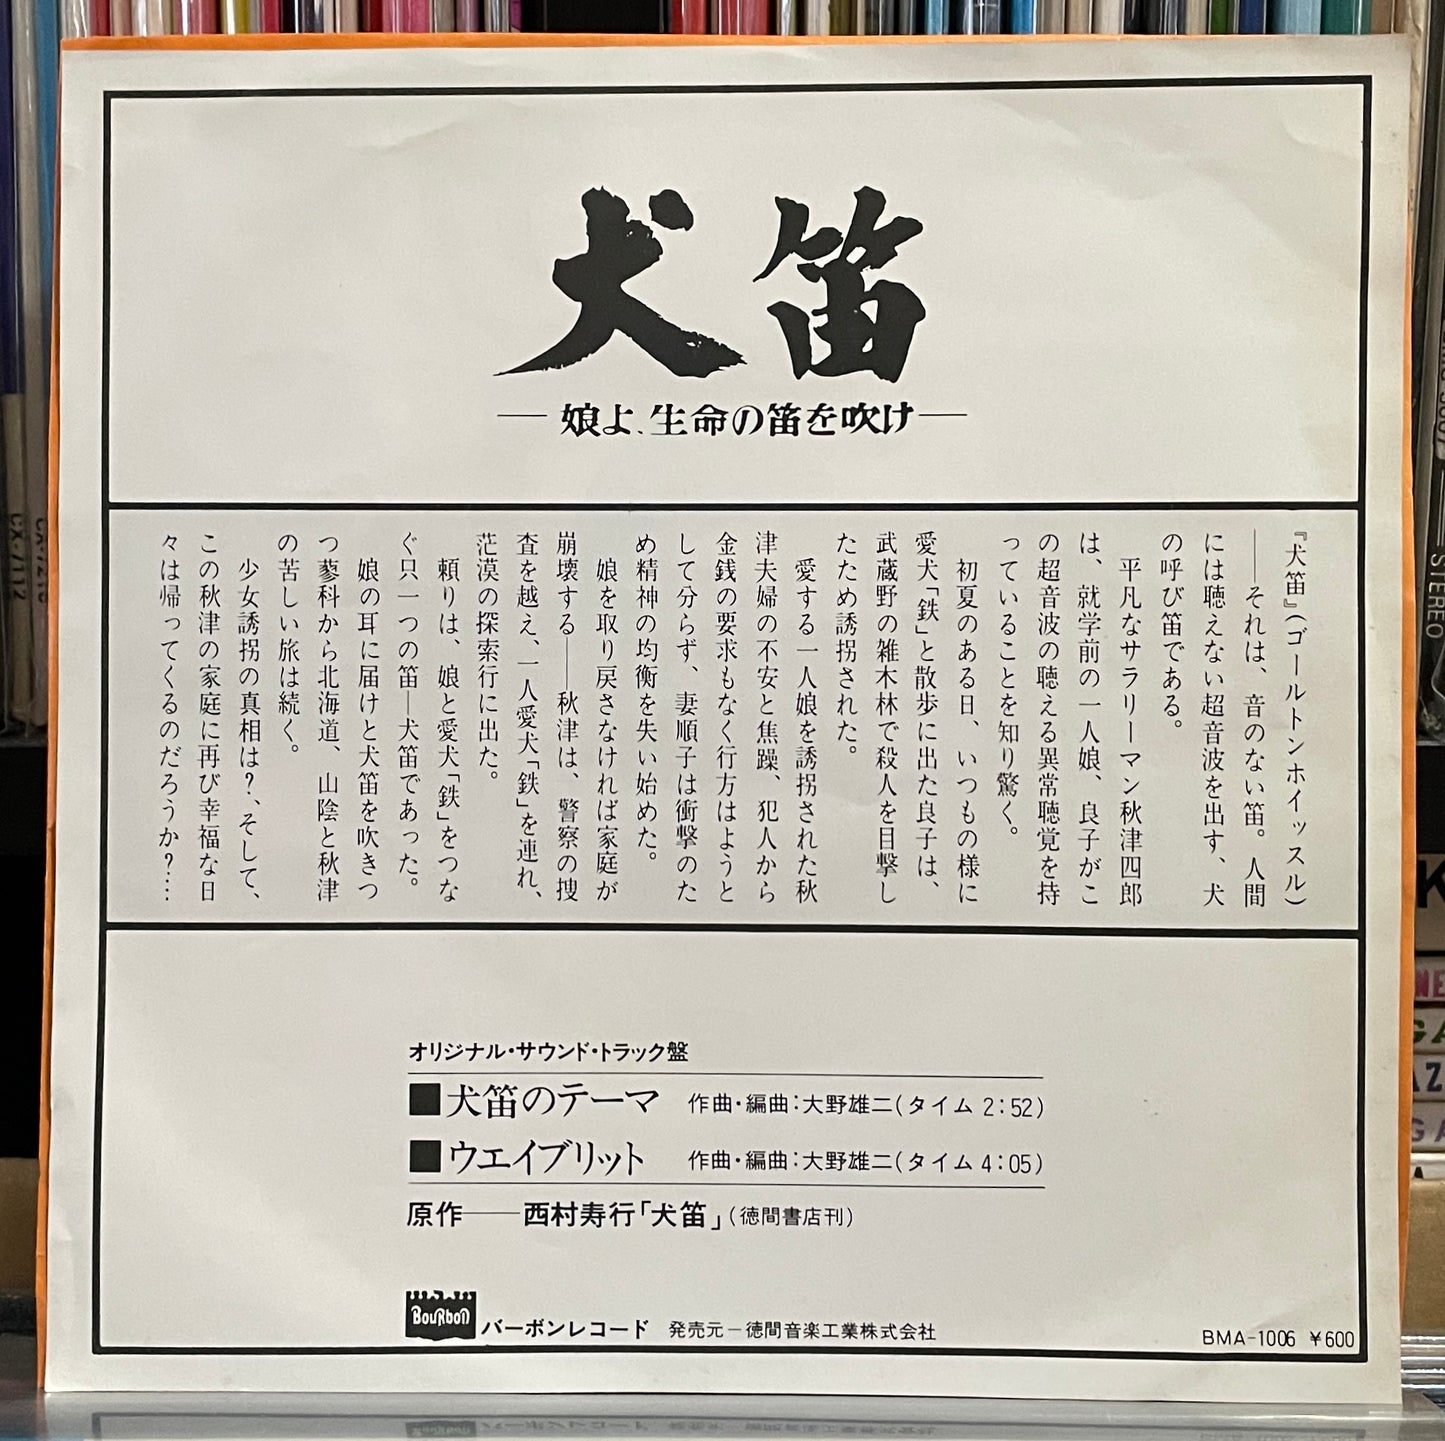 犬笛
―娘よ、生命の笛を吹け―
『犬笛』(ゴールトンホイッスル)
――それは、音のない笛。人間
には聴えない超音波を出す、犬
の呼び笛である。
平凡なサラリーマン秋津四郎
は、就学前の一人娘、良子がこ
の超音波の聴える異常聴覚を持
っていることを知り驚く。
初夏のある日、いつもの様に
愛犬「鉄」と散歩に出た良子は、
武蔵野の雑木林で殺人を目撃し
たため誘拐された。
愛する一人娘を誘拐された秋
津夫婦の不安と焦躁、犯人から
金銭の要求もなく行方はようと
して分らず、妻順子は衝撃のた
め精神の均衡を失い始めた。
娘を取り戻さなければ家庭が
崩壊する――秋津は、警察の捜
査を越え、一人愛犬「鉄」を連れ、
茫漠の探索行に出た。
頼りは、娘と愛犬「鉄」をつな
ぐ只一つの笛―犬笛であった。
娘の耳に届けと犬笛を吹きつ
つ蓼科から北海道、山陰と秋津
の苦しい旅は続く。
少女誘拐の真相は?、そして、
この秋津の家庭に再び幸福な日
々は帰ってくるのだろうか?…
オリジナル・サウンド・トラック盤
■犬笛のテーマ 作曲・編曲:大野雄二(タイム 2:52)
■ウエイブリット 作曲・編曲:大野雄二(タイム 4:05)
原作――西村寿行「犬笛」(徳間書店刊)
BouRboN バーボンレコード 発売元―徳間音楽工業株式会社
BMA-1006 ¥600
STEREO